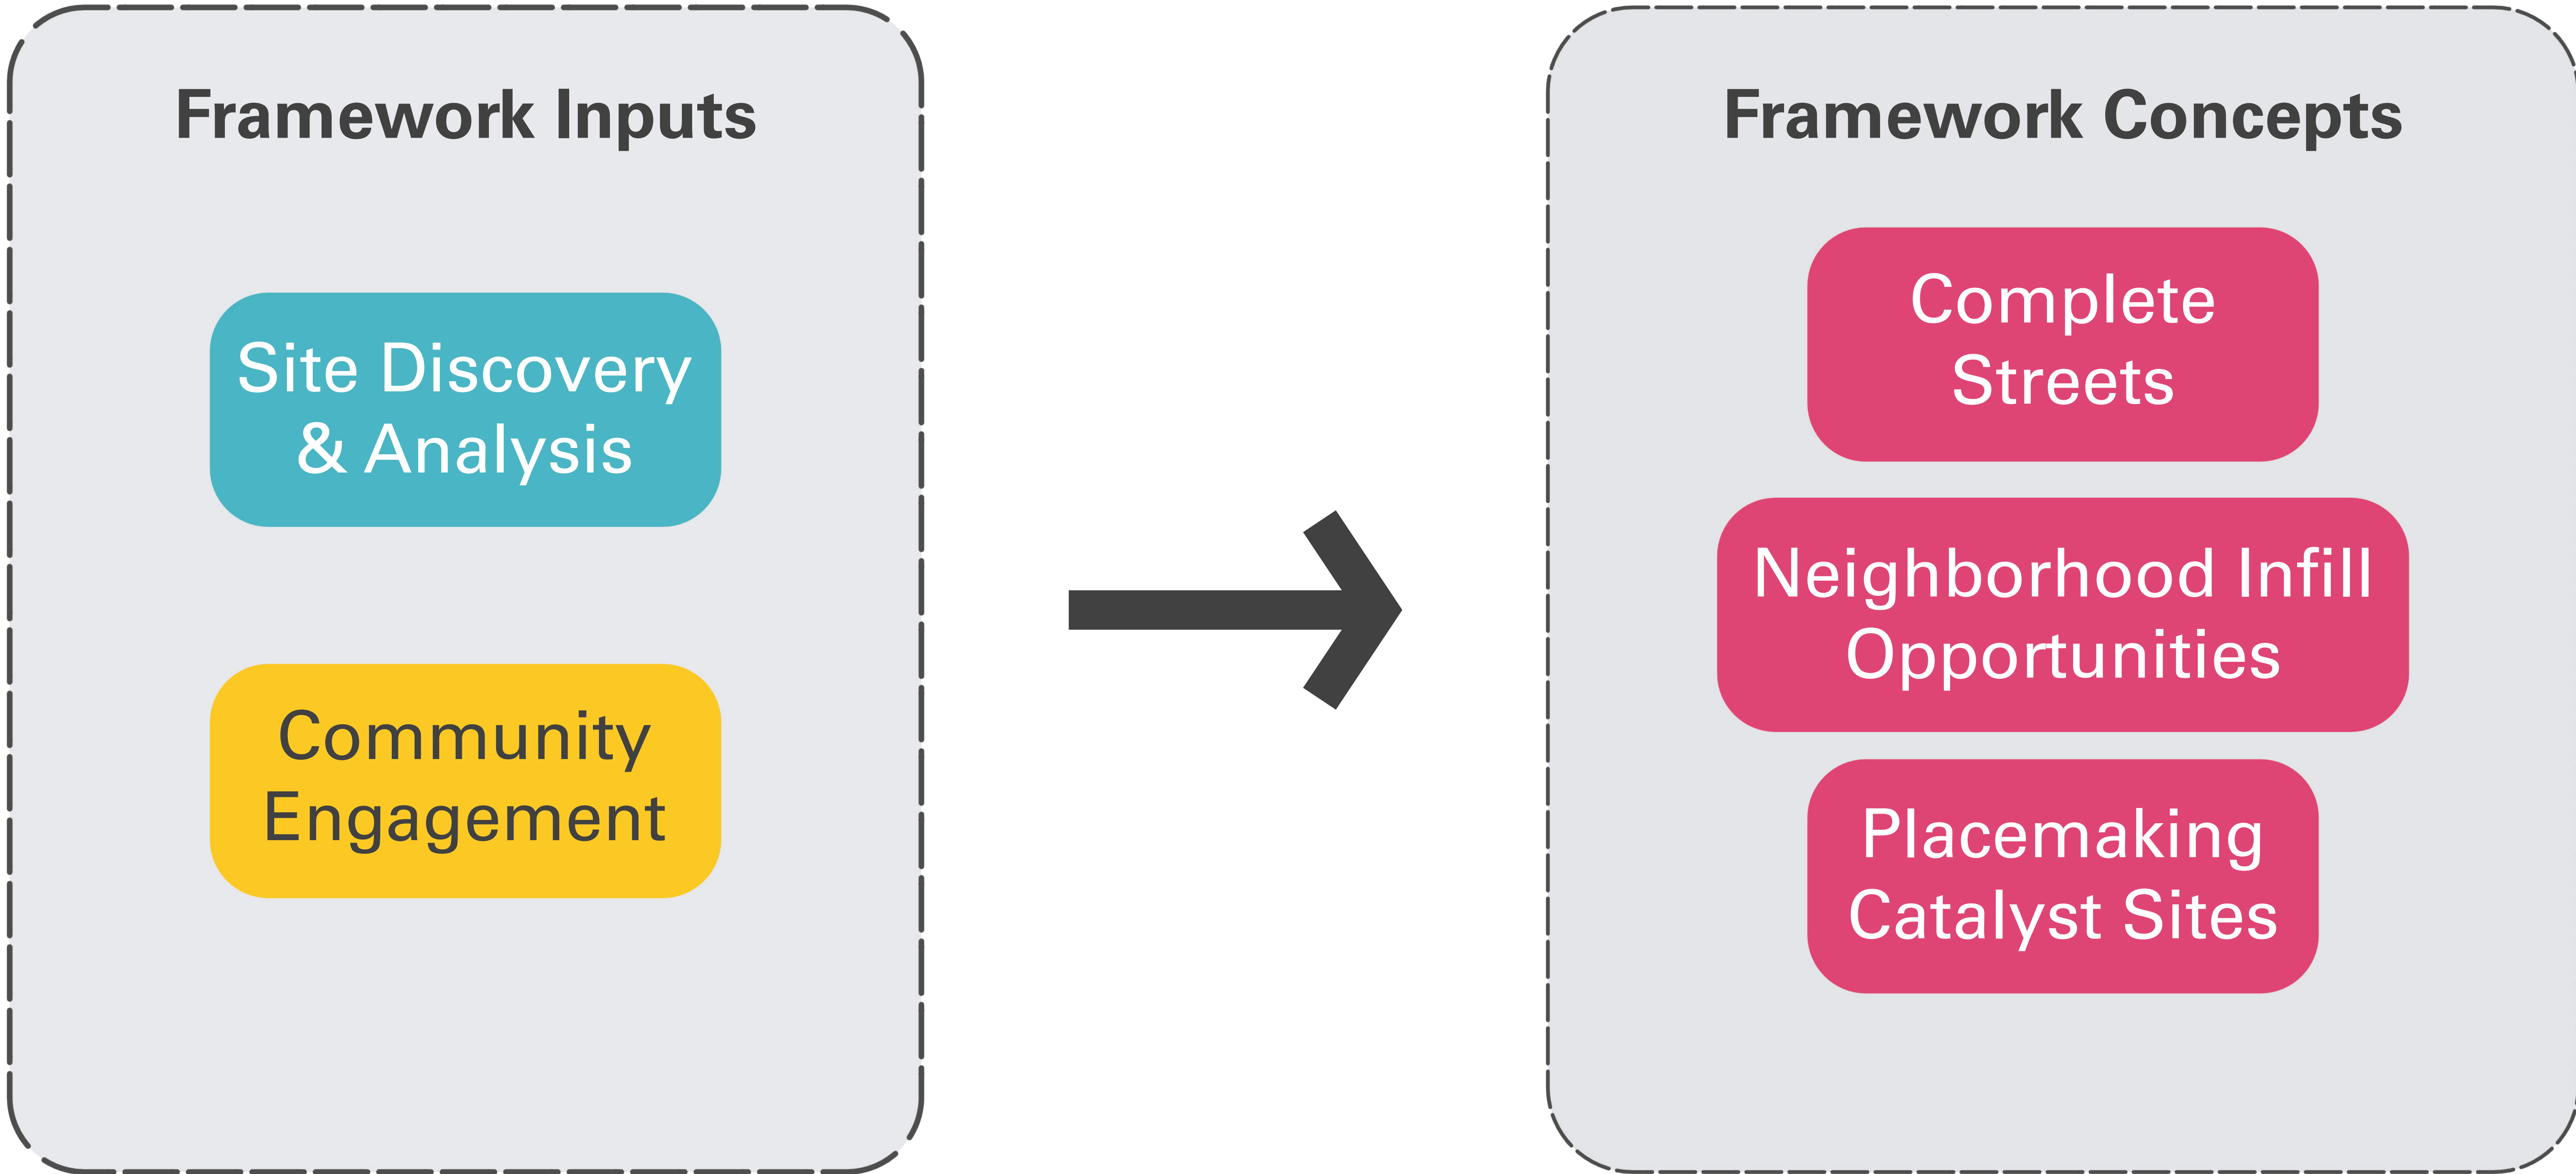 Framework Inputs
Site Discovery
& Analysis
Community
Engagement
Framework Concepts
Complete
Streets
Neighborhood Infill
Opportunities
Placemaking
Catalyst Sites